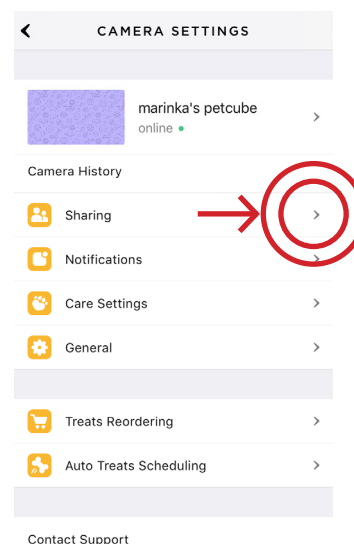 CAMERA SETTINGS
marinka's petcube
online
Camera History
Sharing
Notifications
Care Settings
General
Treats Reordering
Auto Treats Scheduling
Contact Support